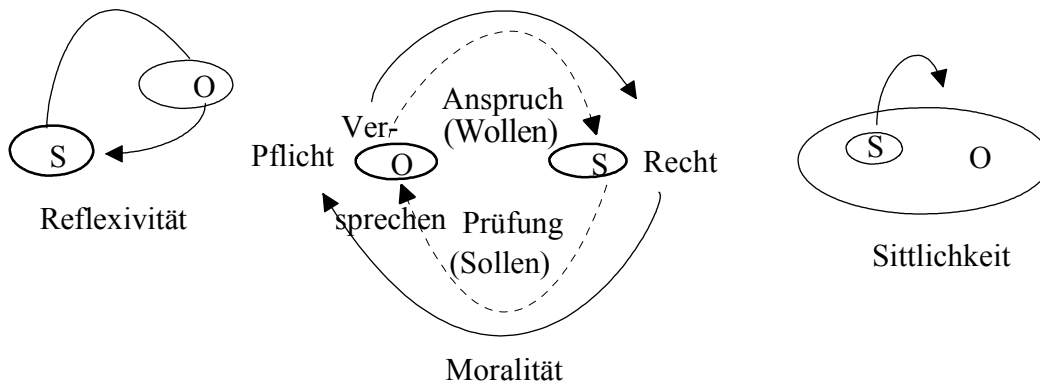 O
S
Reflexivität
Anspruch
Ver-
(Wollen)
Pflicht
O
S
Recht
sprechen
Prüfung
(Sollen)
Moralität
S
O
Sittlichkeit